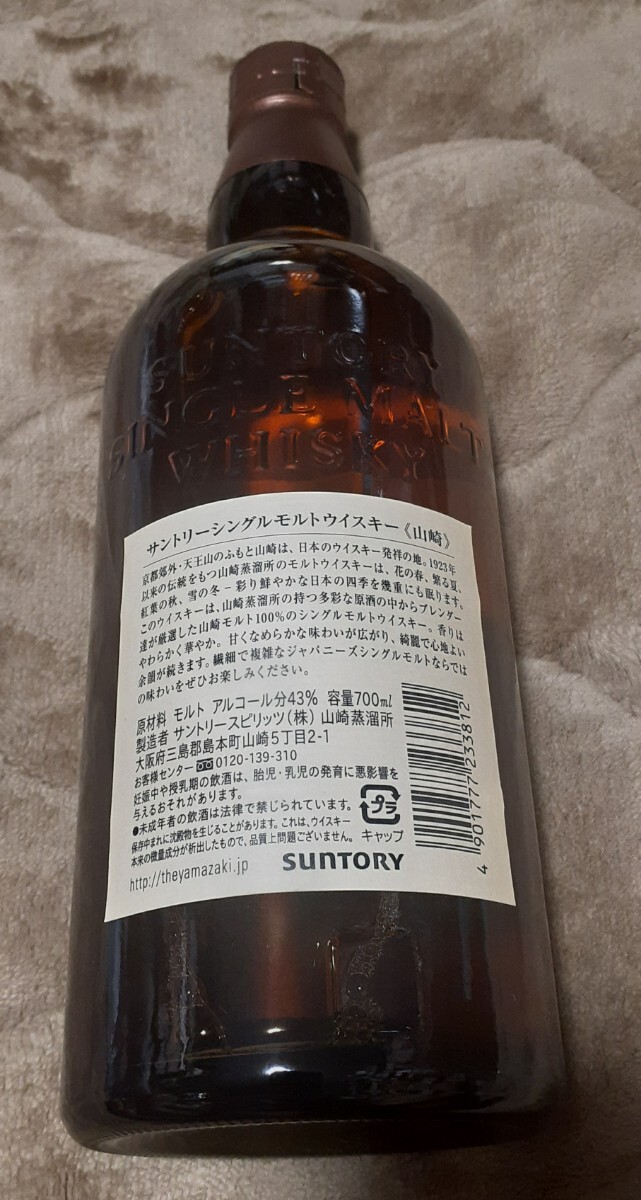 SUNTORY
SINGLE MALT
WHISKY
サントリーシングルモルトウイスキー《山崎》
京都郊外・天王山のふもと山崎は、日本のウイスキー発祥の地。1923年
以来の伝統をもつ山崎蒸溜所のモルトウイスキーは、花の春、繁る夏、
紅葉の秋、雪の冬－彩り鮮やかな日本の四季を幾重にも眠ります。
このウイスキーは、山崎蒸溜所の持つ多彩な原酒の中からブレンダー
達が厳選した山崎モルト100%のシングルモルトウイスキー。香りは
やわらかく華やか。甘くなめらかな味わいが広がり、綺麗で心地よい
余韻が続きます。繊細で複雑なジャパニーズシングルモルトならでは
の味わいをぜひお楽しみください。
原材料 モルト アルコール分43% 容量700ml
製造者 サントリースピリッツ(株) 山崎蒸溜所
大阪府三島郡島本町山崎5丁目2-1
お客様センター 0120-139-310
妊娠中や授乳期の飲酒は、胎児・乳児の発育に悪影響を
与えるおそれがあります。
●未成年者の飲酒は法律で禁じられています。
保存中まれに沈殿物を生じることがあります。これは、ウイスキー
本来の微量成分が析出したもので、品質上問題ございません。
プラ
キャップ
http://theyamazaki.jp
SUNTORY
4 901777 233812